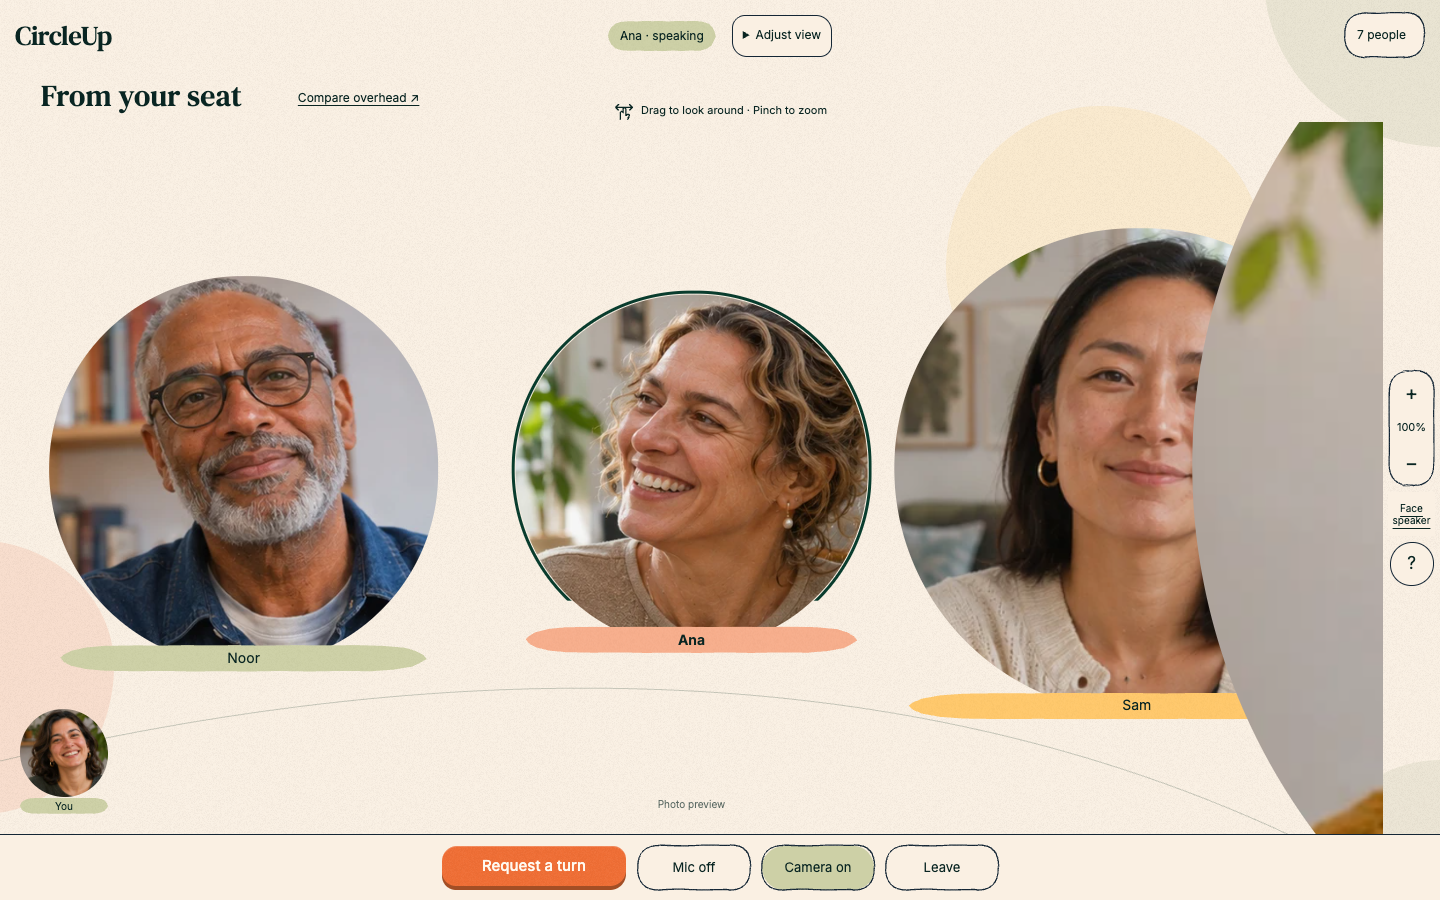 CircleUp
Ana · speaking
▶ Adjust view
7 people
From your seat
Compare overhead ↗
Drag to look around · Pinch to zoom
+
100%
−
Face
speaker
?
Noor
Ana
Sam
You
Photo preview
Request a turn
Mic off
Camera on
Leave